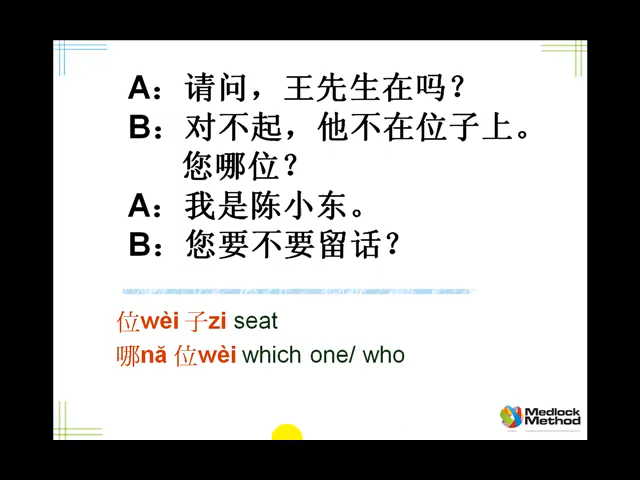 A：请问，王先生在吗？
B：对不起，他不在位子上。
您哪位？
A：我是陈小东。
B：您要不要留话？
位wèi 子zi seat
哪nǎ 位wèi which one/ who
Medlock
Method